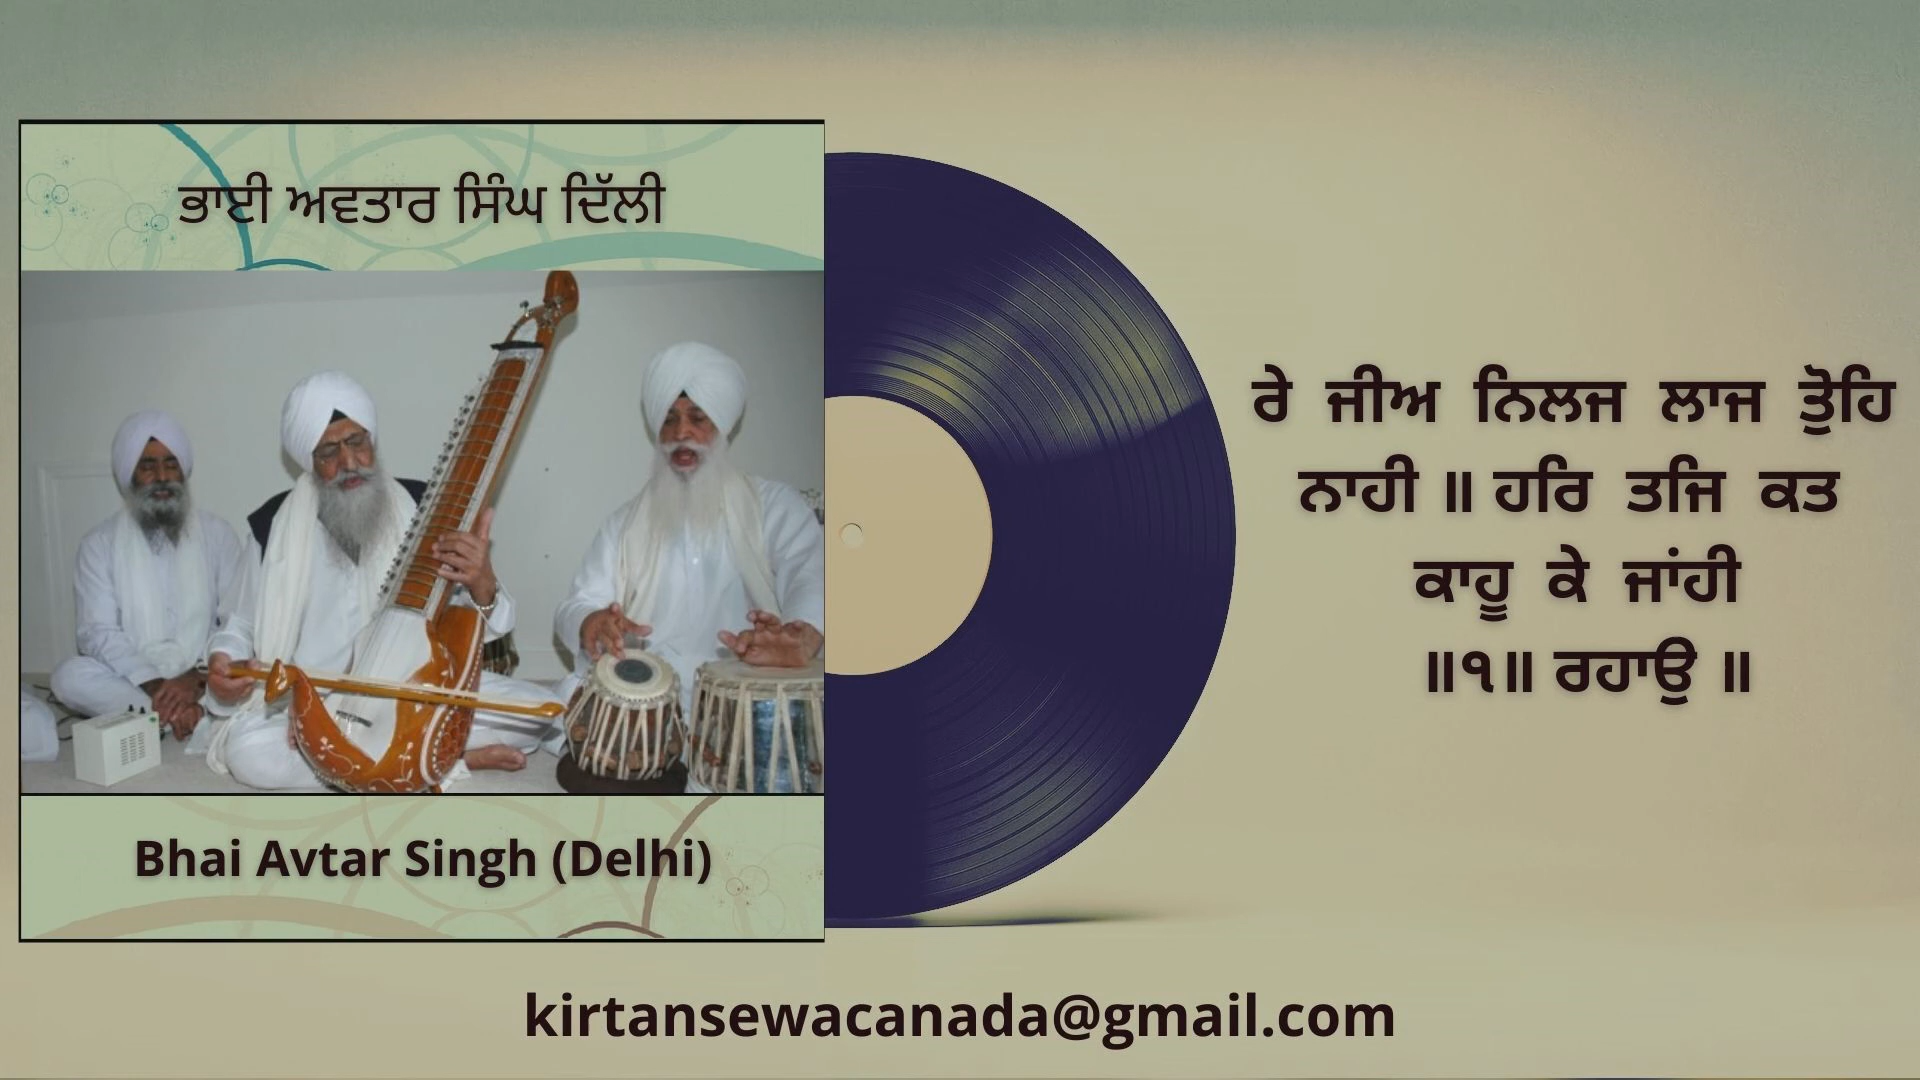 ਭਾਈ ਅਵਤਾਰ ਸਿੰਘ ਦਿੱਲੀ
Bhai Avtar Singh (Delhi)
ਰੇ ਜੀਅ ਨਿਲਜ ਲਾਜ ਤੋੁਹਿ
ਨਾਹੀ ॥ ਹਰਿ ਤਜਿ ਕਤ
ਕਾਹੂ ਕੇ ਜਾਂਹੀ
॥੧॥ ਰਹਾਉ ॥
kirtansewacanada@gmail.com